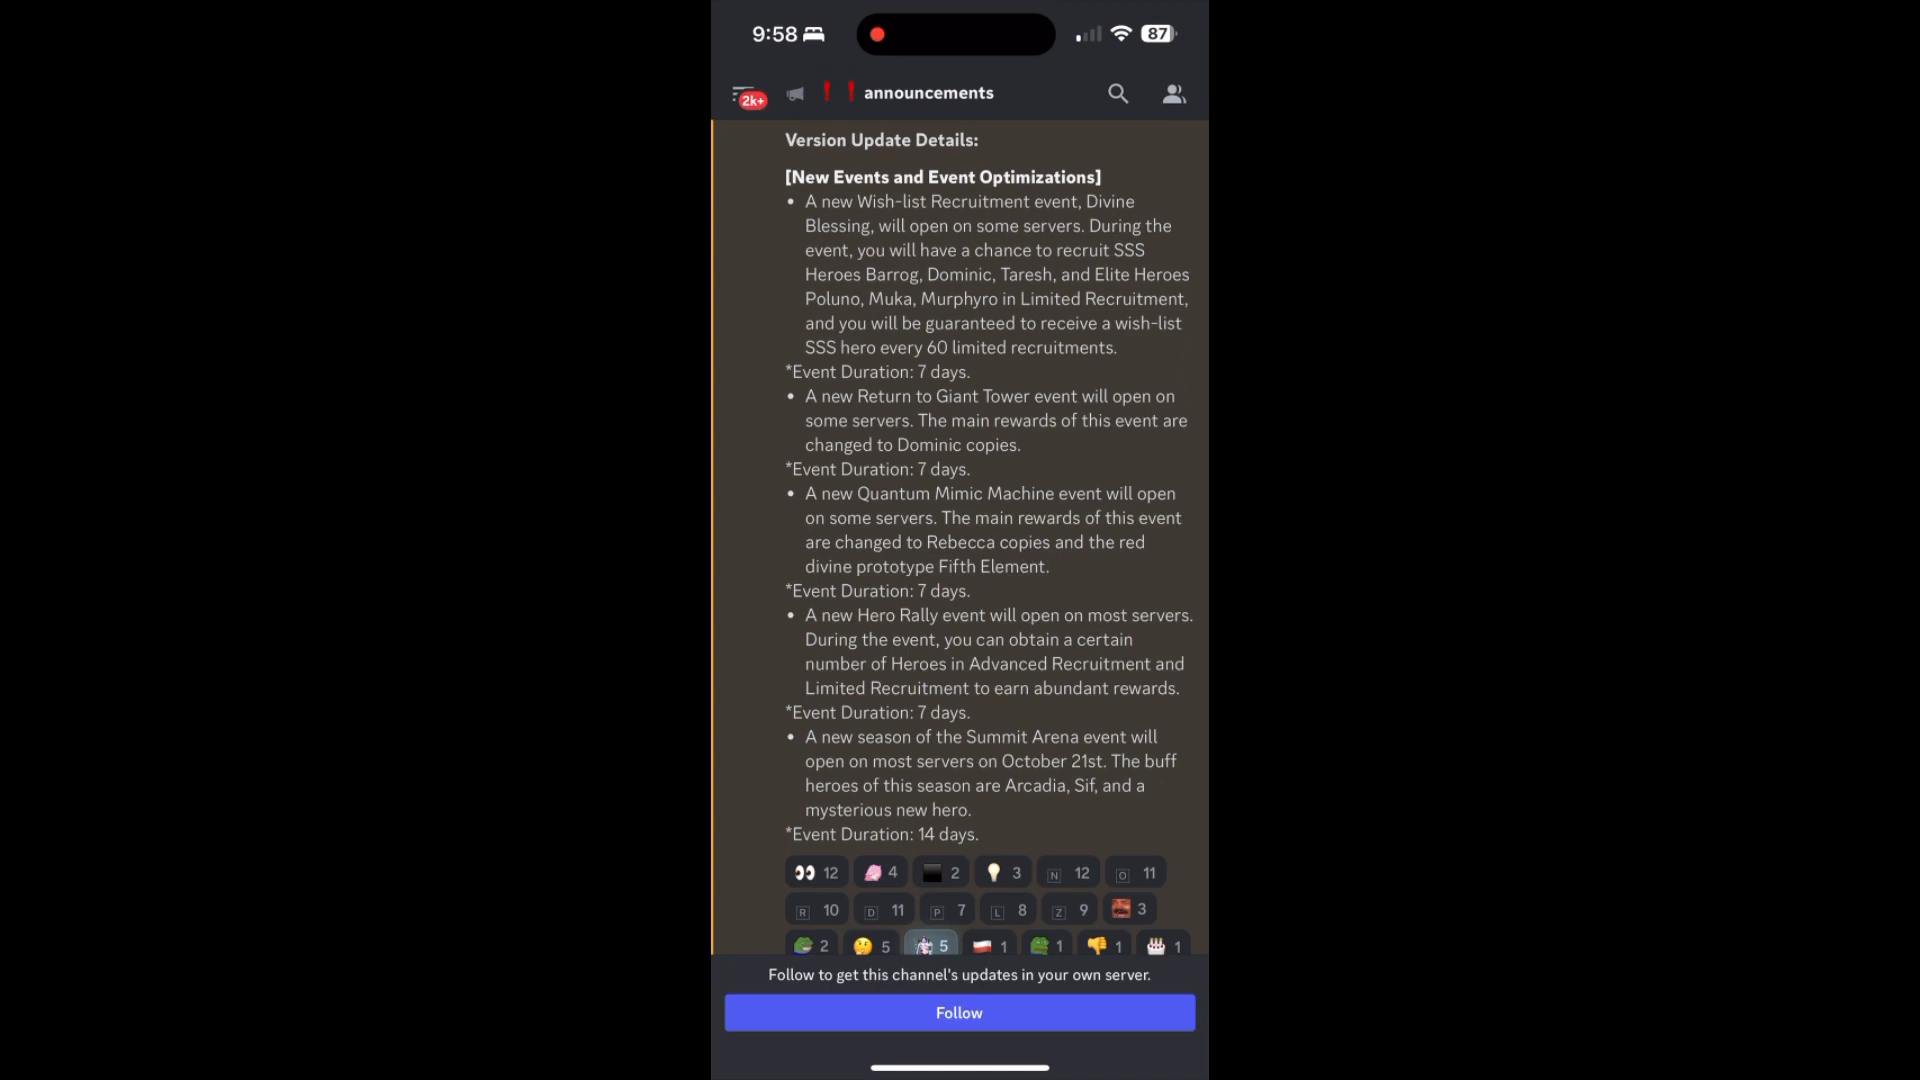 9:58
87
2k+
announcements
Version Update Details:
[New Events and Event Optimizations]
• A new Wish-list Recruitment event, Divine
Blessing, will open on some servers. During the
event, you will have a chance to recruit SSS
Heroes Barrog, Dominic, Taresh, and Elite Heroes
Poluno, Muka, Murphyro in Limited Recruitment,
and you will be guaranteed to receive a wish-list
SSS hero every 60 limited recruitments.
*Event Duration: 7 days.
• A new Return to Giant Tower event will open on
some servers. The main rewards of this event are
changed to Dominic copies.
*Event Duration: 7 days.
• A new Quantum Mimic Machine event will open
on some servers. The main rewards of this event
are changed to Rebecca copies and the red
divine prototype Fifth Element.
*Event Duration: 7 days.
• A new Hero Rally event will open on most servers.
During the event, you can obtain a certain
number of Heroes in Advanced Recruitment and
Limited Recruitment to earn abundant rewards.
*Event Duration: 7 days.
• A new season of the Summit Arena event will
open on most servers on October 21st. The buff
heroes of this season are Arcadia, Sif, and a
mysterious new hero.
*Event Duration: 14 days.
12 4 2 3 N 12 O 11
R 10 D 11 P 7 L 8 Z 9 3
2 5 5 1 1 1 1
Follow to get this channel's updates in your own server.
Follow